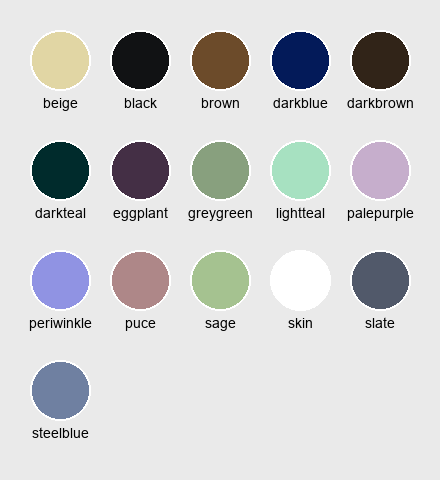 beige black brown darkblue darkbrown
darkteal eggplant greygreen lightteal palepurple
periwinkle puce sage skin slate
steelblue